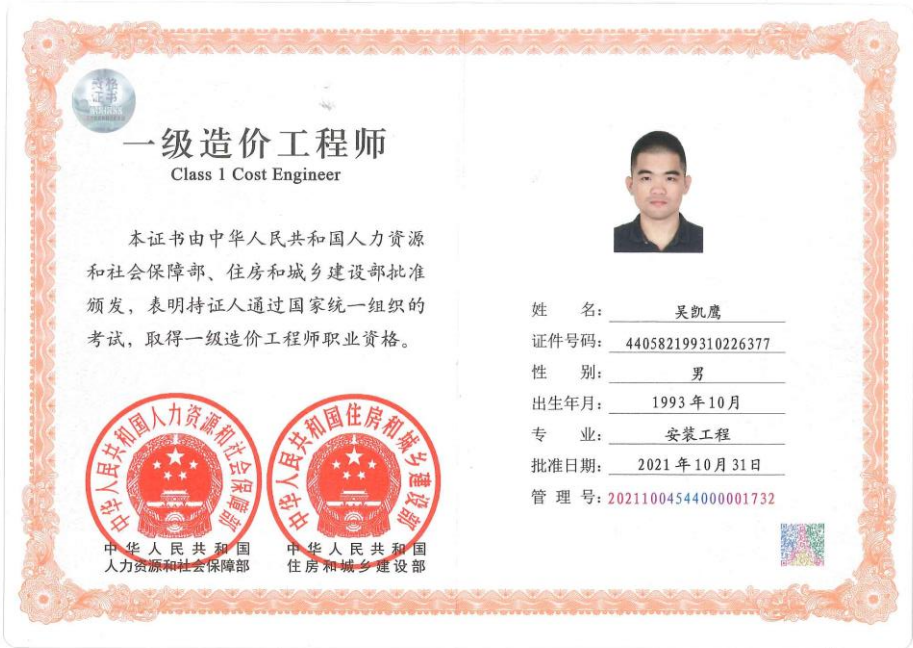 合格
证书
一级造价工程师
Class 1 Cost Engineer
本证书由中华人民共和国人力资源
和社会保障部、住房和城乡建设部批准
颁发，表明持证人通过国家统一组织的
考试，取得一级造价工程师职业资格。
中华人民共和国人力资源和社会保障部
中华人民共和国
人力资源和社会保障部
中华人民共和国住房和城乡建设部
中华人民共和国
住房和城乡建设部
姓 名：吴凯鹰
证件号码：440582199310226377
性 别：男
出生年月：1993年10月
专 业：安装工程
批准日期：2021年10月31日
管 理 号：20211004544000001732